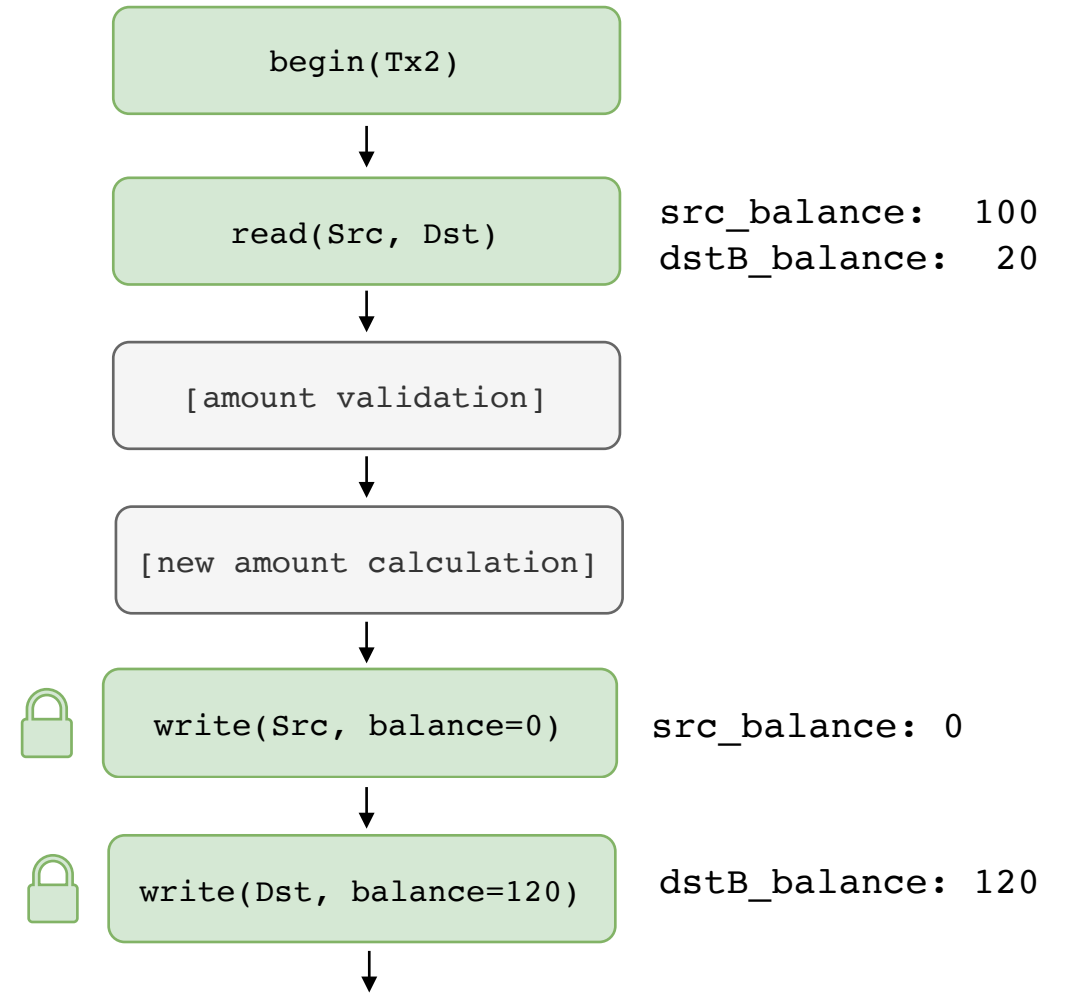 begin(Tx2)
read(Src, Dst)
src_balance:  100
dstB_balance:  20
[amount validation]
[new amount calculation]
write(Src, balance=0)
src_balance: 0
write(Dst, balance=120)
dstB_balance: 120